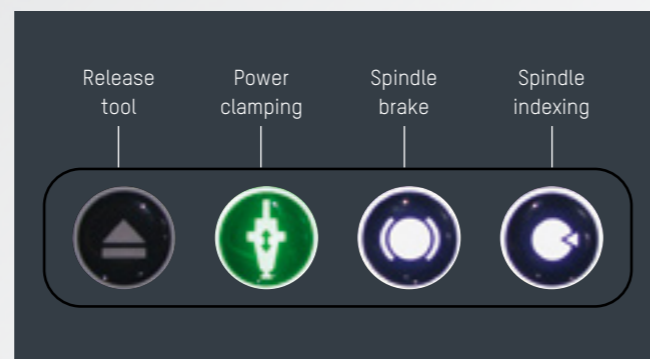 Release
tool
Power
clamping
Spindle
brake
Spindle
indexing